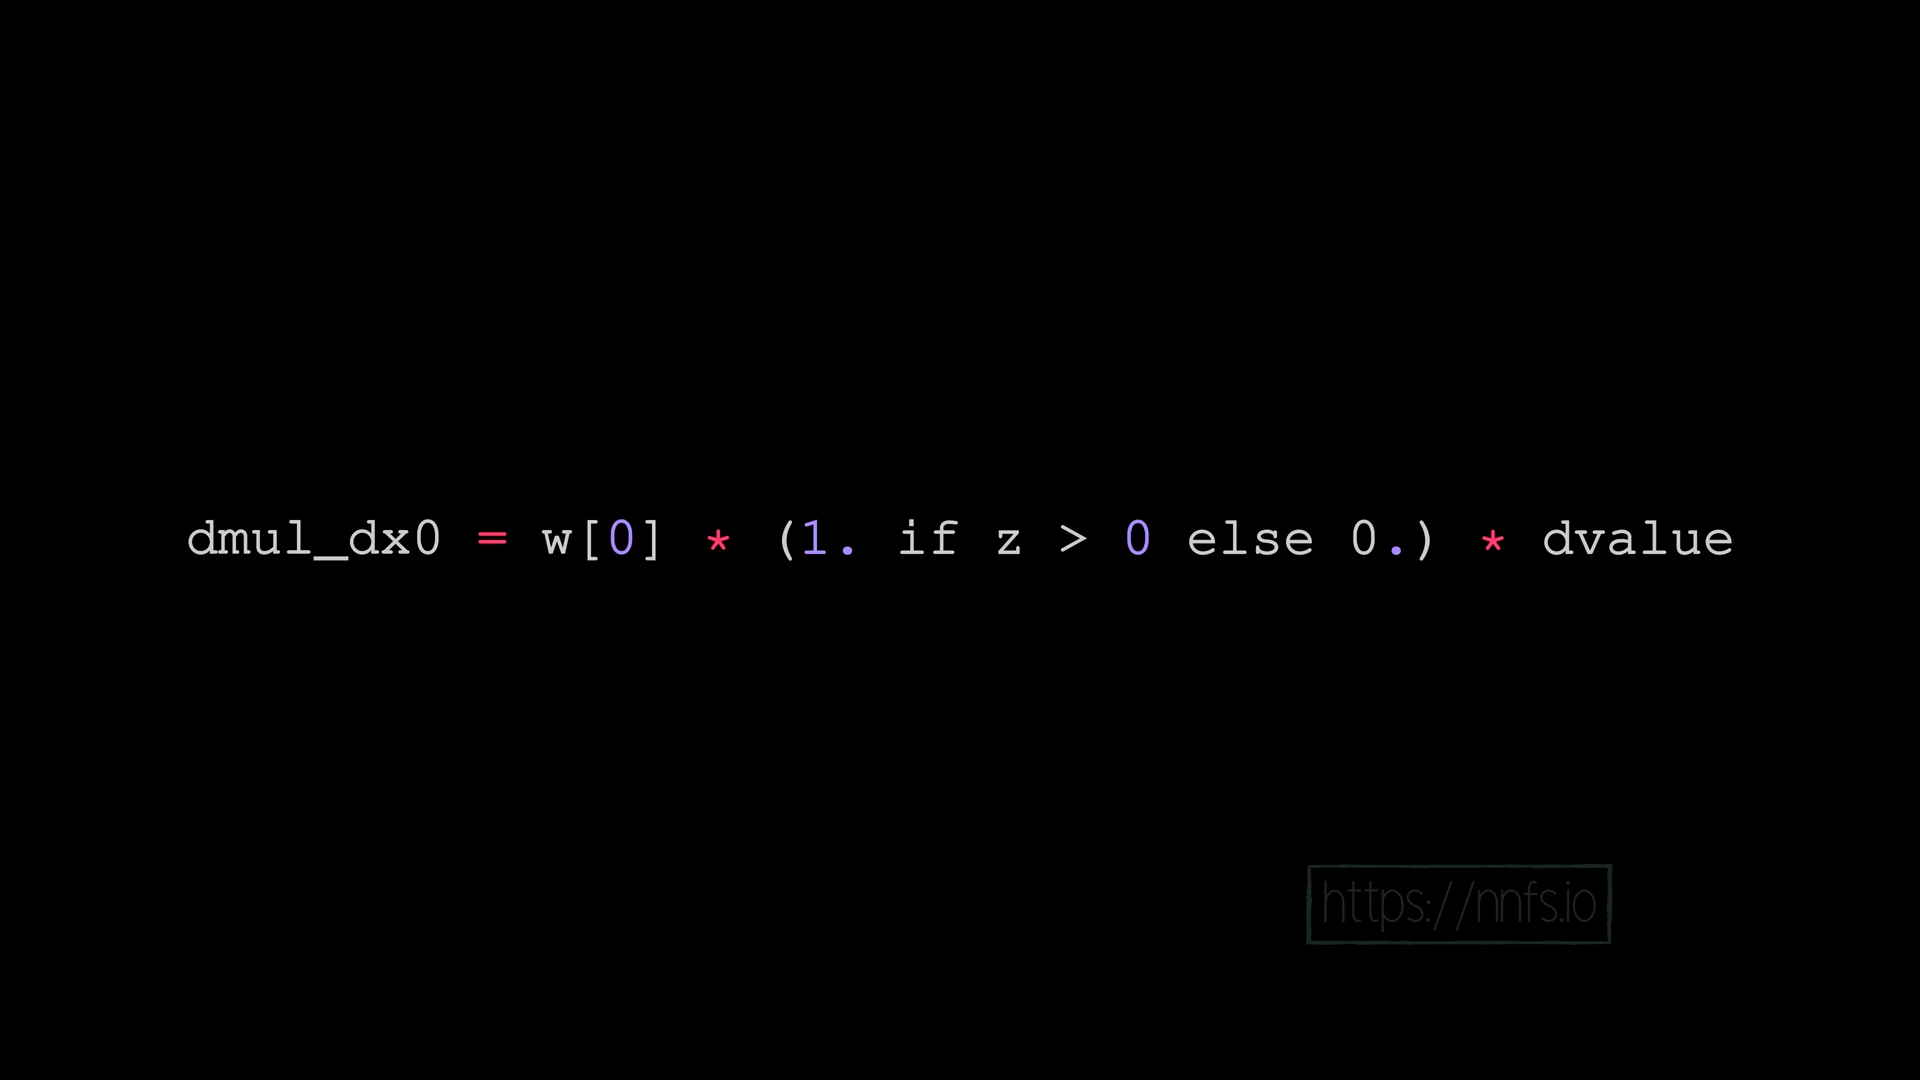 dmul_dx0 = w[0] * (1. if z > 0 else 0.) * dvalue
https://nnfs.io